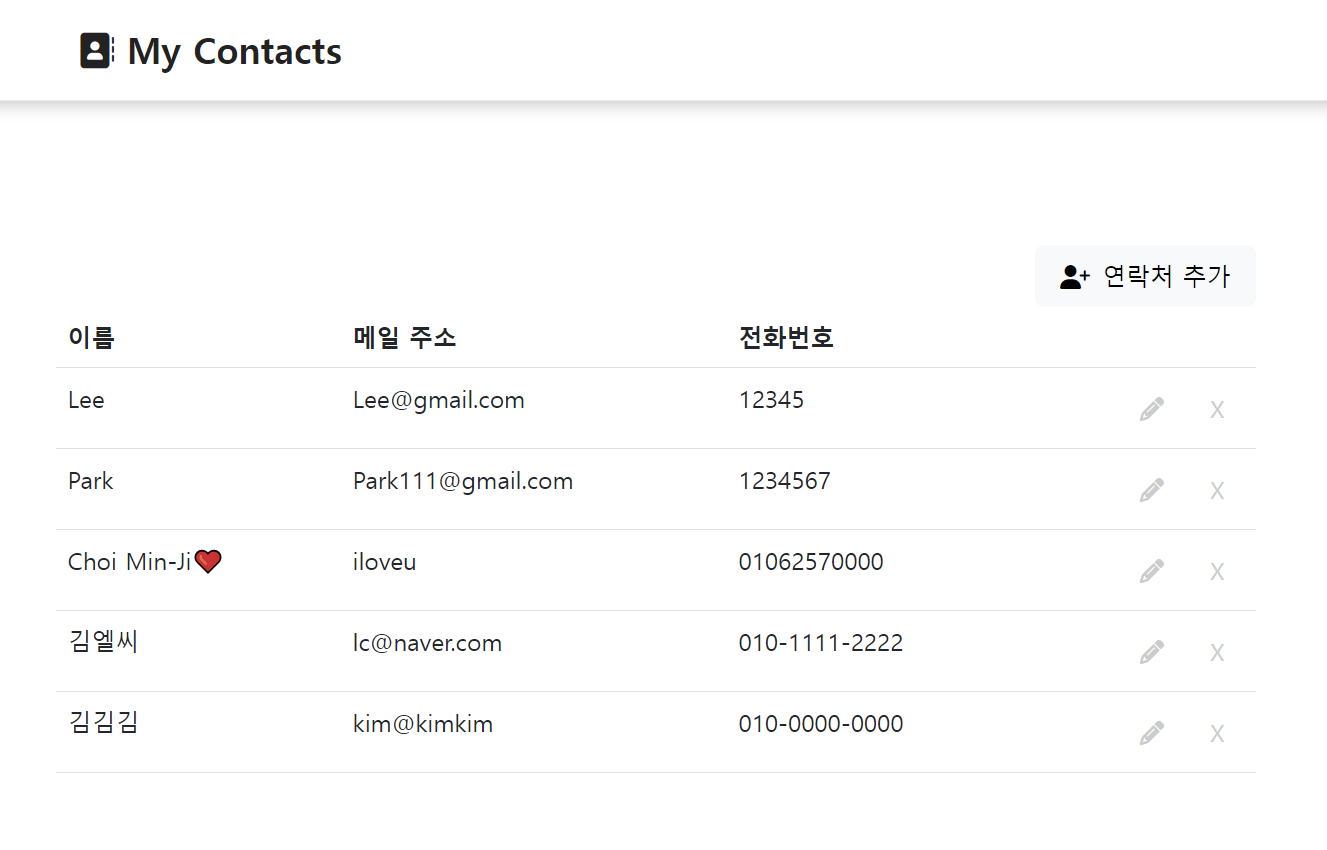 My Contacts
연락처 추가
이름 메일 주소 전화번호
Lee Lee@gmail.com 12345 X
Park Park111@gmail.com 1234567 X
Choi Min-Ji❤️ iloveu 01062570000 X
김엘씨 lc@naver.com 010-1111-2222 X
김김김 kim@kimkim 010-0000-0000 X